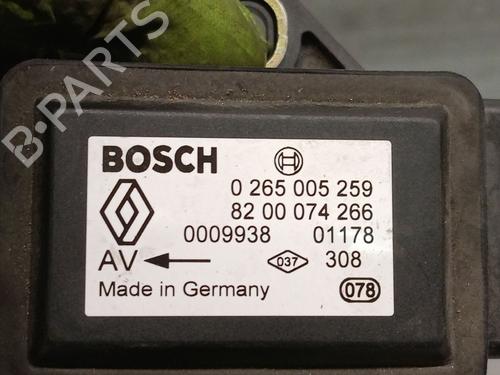 BOSCH
0 265 005 259
82 00 074 266
0009938 01178
AV 037 308
Made in Germany 078
B-PARTS